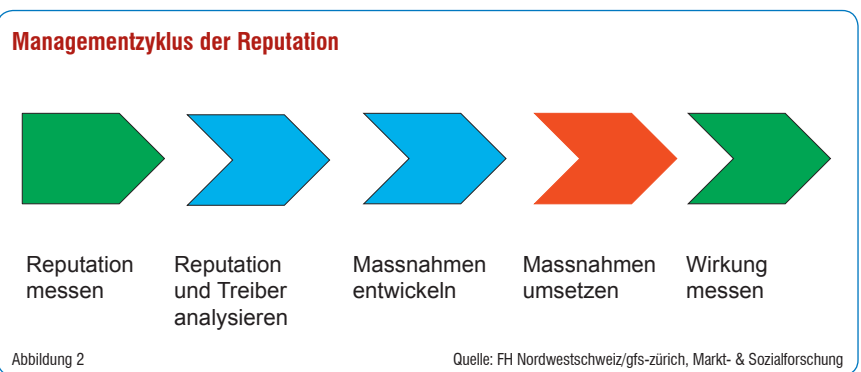 Managementzyklus der Reputation
Reputation
messen
Reputation
und Treiber
analysieren
Massnahmen
entwickeln
Massnahmen
umsetzen
Wirkung
messen
Abbildung 2
Quelle: FH Nordwestschweiz/gfs-zürich, Markt- & Sozialforschung